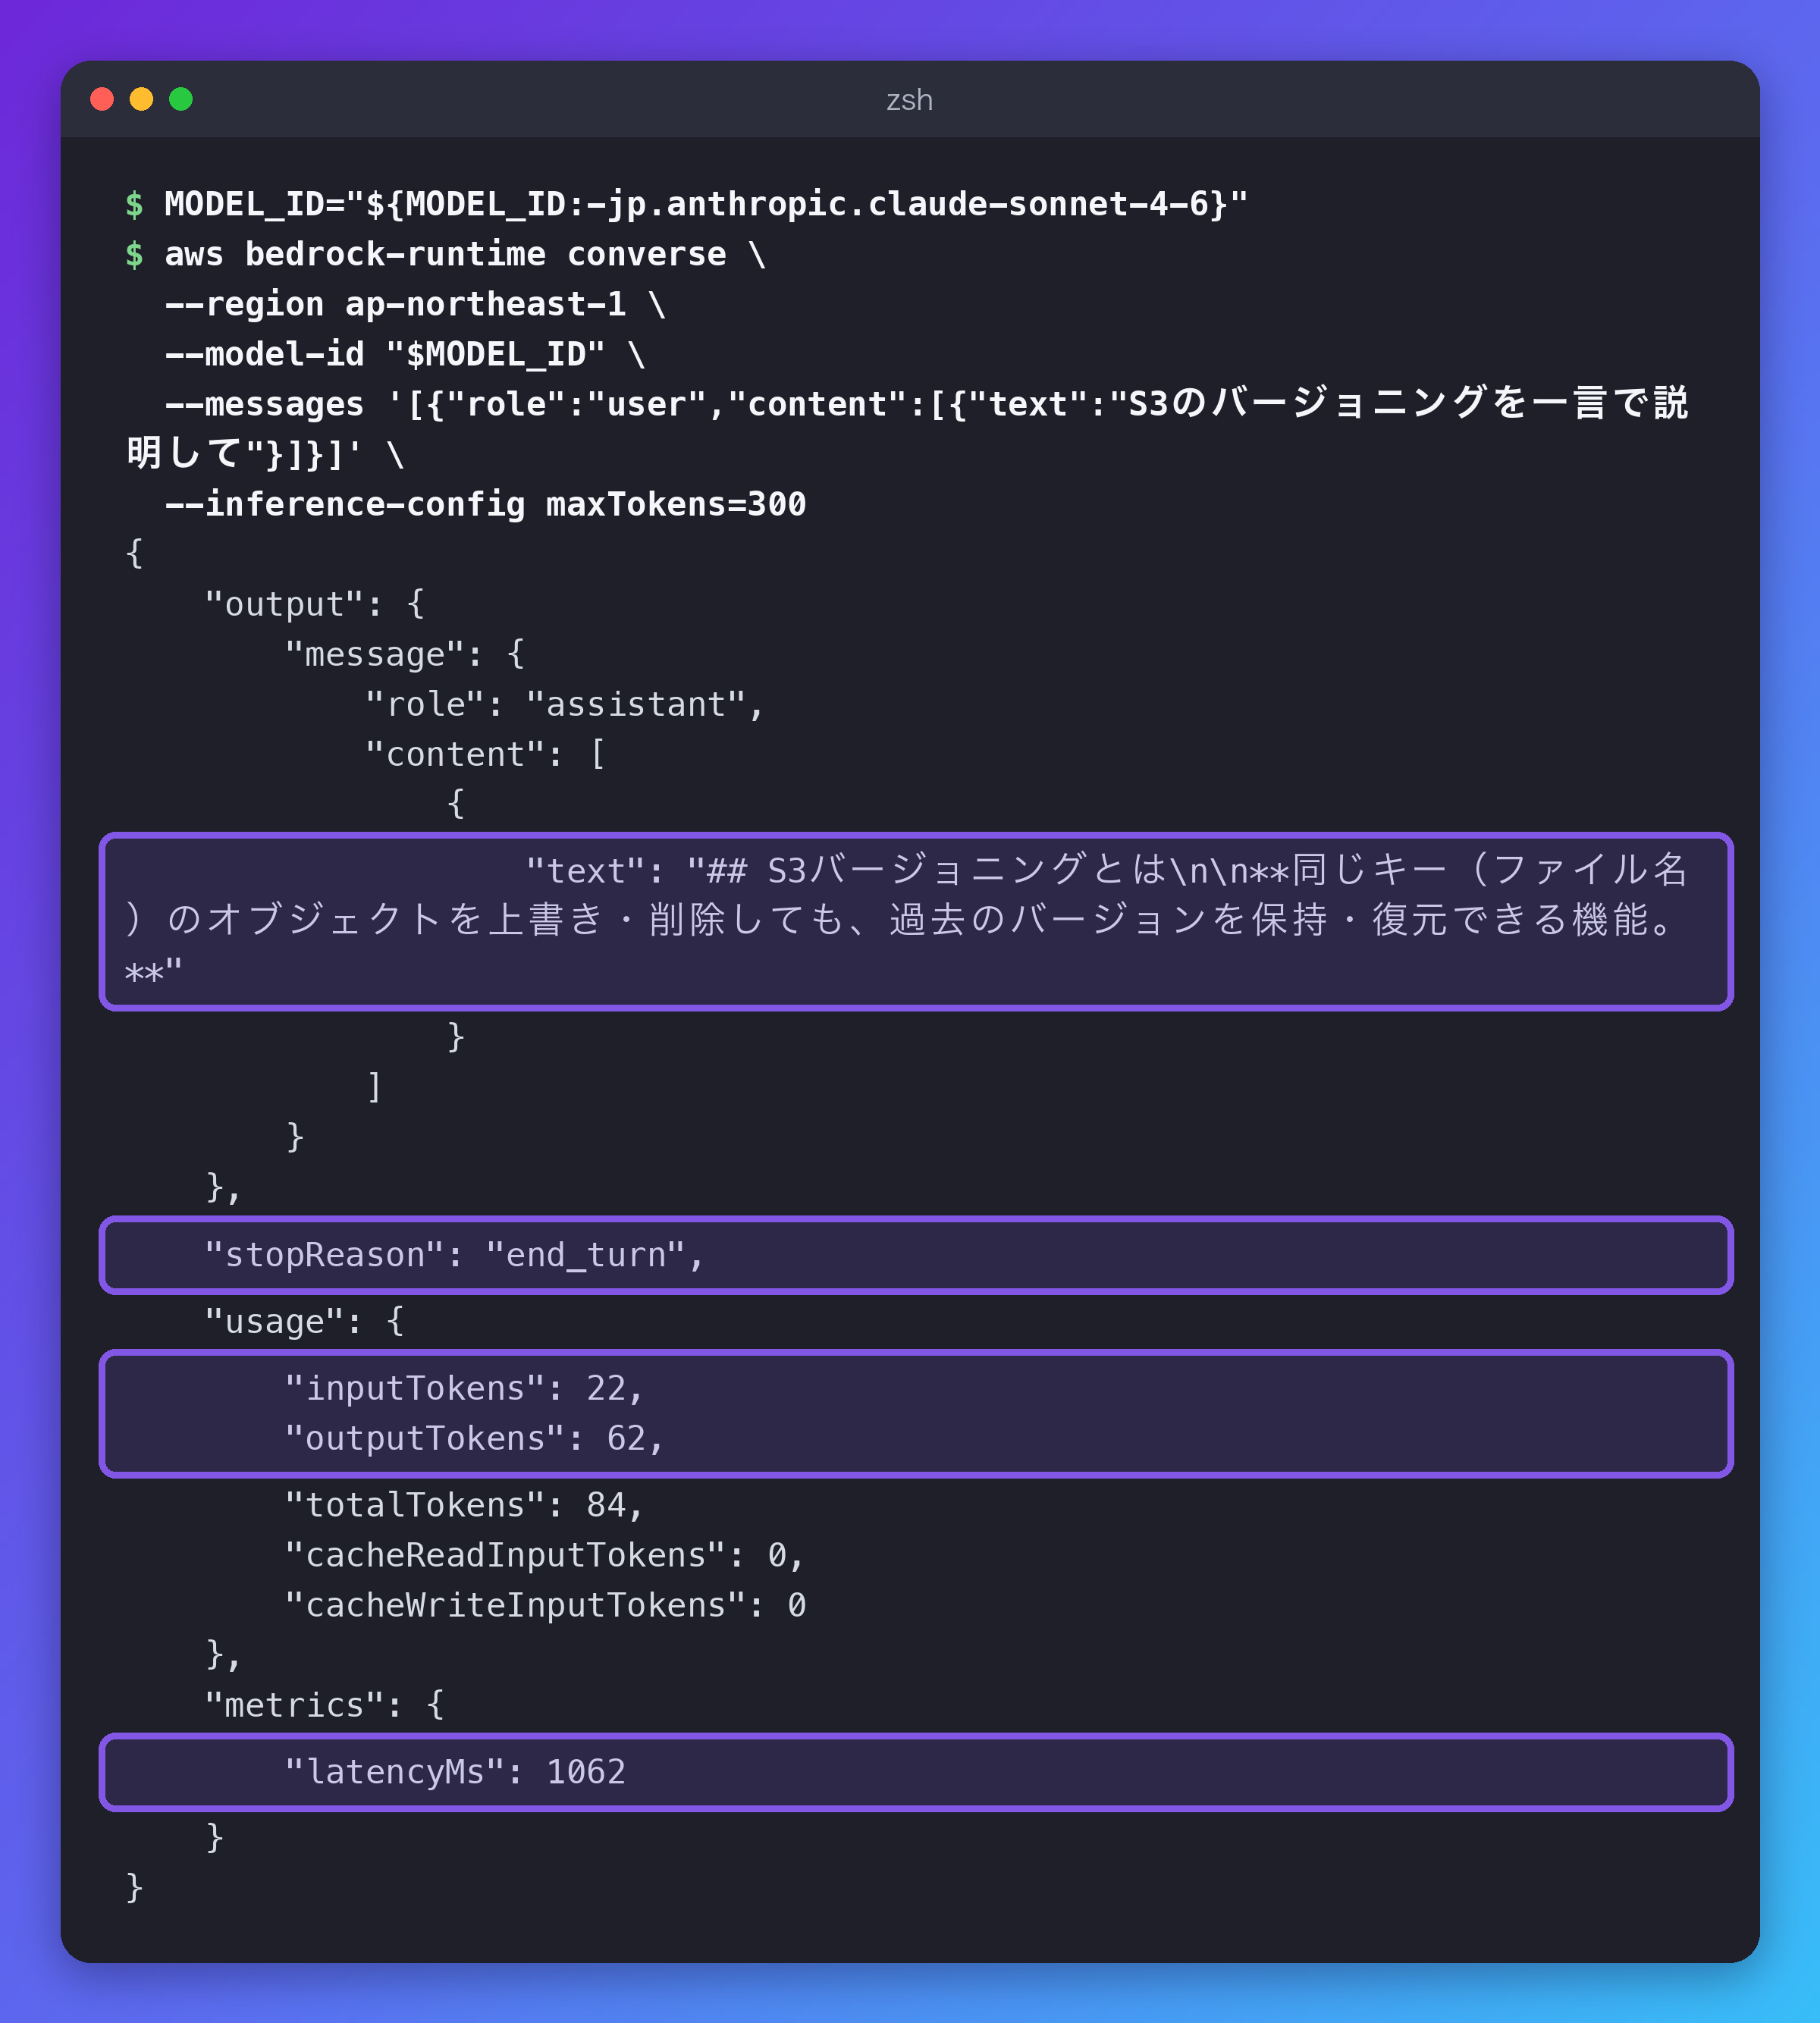 zsh
$ MODEL_ID="${MODEL_ID:-jp.anthropic.claude-sonnet-4-6}"
$ aws bedrock-runtime converse \
  --region ap-northeast-1 \
  --model-id "$MODEL_ID" \
  --messages '[{"role":"user","content":[{"text":"S3のバージョニングを一言で説
明して"}]}]' \
  --inference-config maxTokens=300
{
    "output": {
        "message": {
            "role": "assistant",
            "content": [
                {
                    "text": "## S3バージョニングとは\n\n**同じキー（ファイル名
）のオブジェクトを上書き・削除しても、過去のバージョンを保持・復元できる機能。
**"
                }
            ]
        }
    },
    "stopReason": "end_turn",
    "usage": {
        "inputTokens": 22,
        "outputTokens": 62,
        "totalTokens": 84,
        "cacheReadInputTokens": 0,
        "cacheWriteInputTokens": 0
    },
    "metrics": {
        "latencyMs": 1062
    }
}